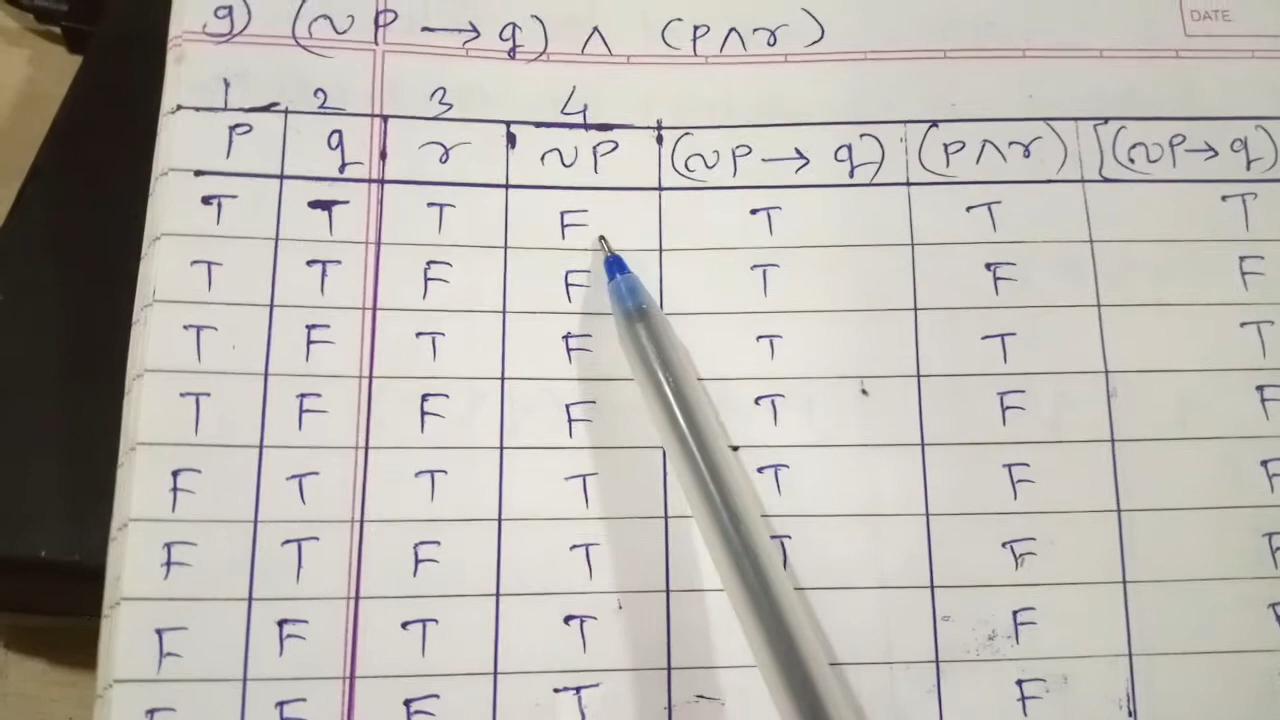 DATE
g) (~p → q) ∧ (p∧r)
1 2 3 4
p q r ~p (~p → q) (p∧r) [(~p→q)
T T T F T T T
T T F F T F F
T F T F T T T
T F F F T F F
F T T T T F F
F T F T T F F
F F T T F
F F F T F